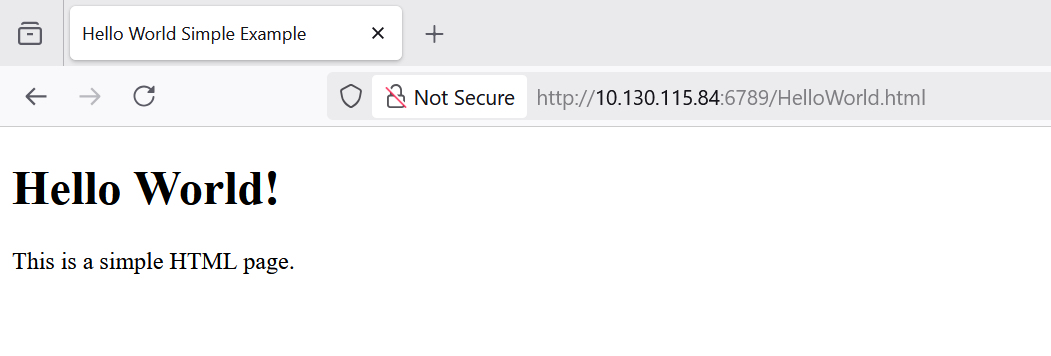 Hello World Simple Example
Not Secure http://10.130.115.84:6789/HelloWorld.html
Hello World!
This is a simple HTML page.